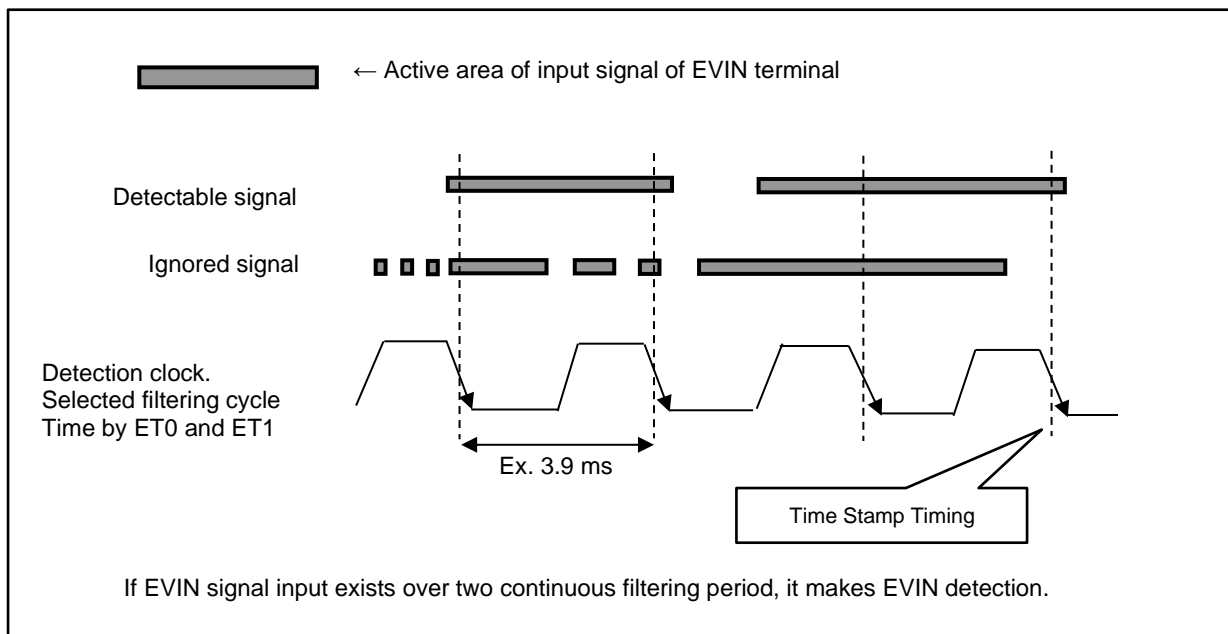 ← Active area of input signal of EVIN terminal
Detectable signal
Ignored signal
Detection clock.
Selected filtering cycle
Time by ET0 and ET1
Ex. 3.9 ms
Time Stamp Timing
If EVIN signal input exists over two continuous filtering period, it makes EVIN detection.